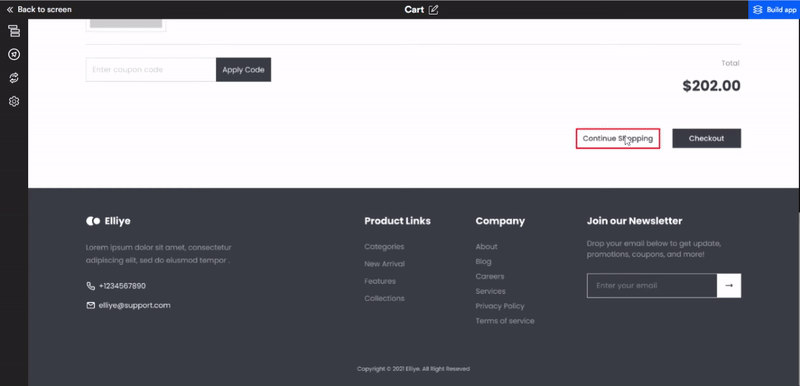 Back to screen
Cart
Build app
Enter coupon code
Apply Code
Total
$202.00
Continue Shopping
Checkout
Elliye
Lorem ipsum dolor sit amet, consectetur
adipiscing elit, sed do eiusmod tempor .
+1234567890
elliye@support.com
Product Links
Categories
New Arrival
Features
Collections
Company
About
Blog
Careers
Services
Privacy Policy
Terms of service
Join our Newsletter
Drop your email below to get update,
promotions, coupons, and more!
Enter your email
Copyright © 2021 Elliye. All Right Reseved